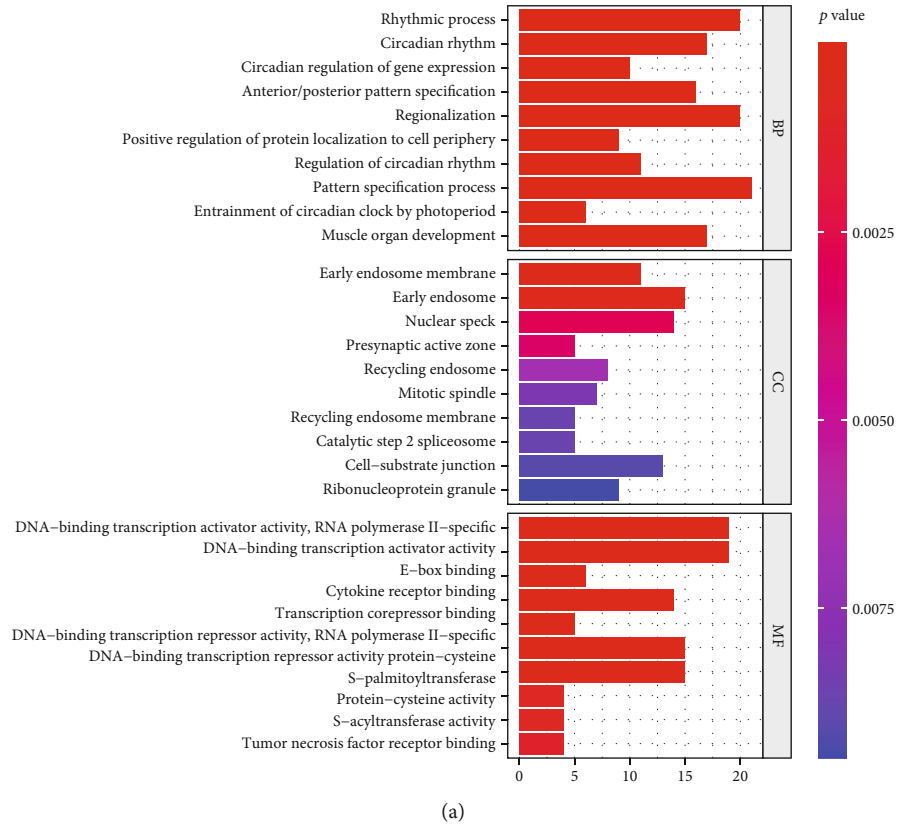 p value
Rhythmic process
Circadian rhythm
Circadian regulation of gene expression
Anterior/posterior pattern specification
Regionalization
Positive regulation of protein localization to cell periphery
Regulation of circadian rhythm
Pattern specification process
Entrainment of circadian clock by photoperiod
Muscle organ development
BP
Early endosome membrane
Early endosome
Nuclear speck
Presynaptic active zone
Recycling endosome
Mitotic spindle
Recycling endosome membrane
Catalytic step 2 spliceosome
Cell−substrate junction
Ribonucleoprotein granule
CC
DNA−binding transcription activator activity, RNA polymerase II−specific
DNA−binding transcription activator activity
E−box binding
Cytokine receptor binding
Transcription corepressor binding
DNA−binding transcription repressor activity, RNA polymerase II−specific
DNA−binding transcription repressor activity protein−cysteine
S−palmitoyltransferase
Protein−cysteine activity
S−acyltransferase activity
Tumor necrosis factor receptor binding
MF
0 5 10 15 20
0.0025
0.0050
0.0075
(a)